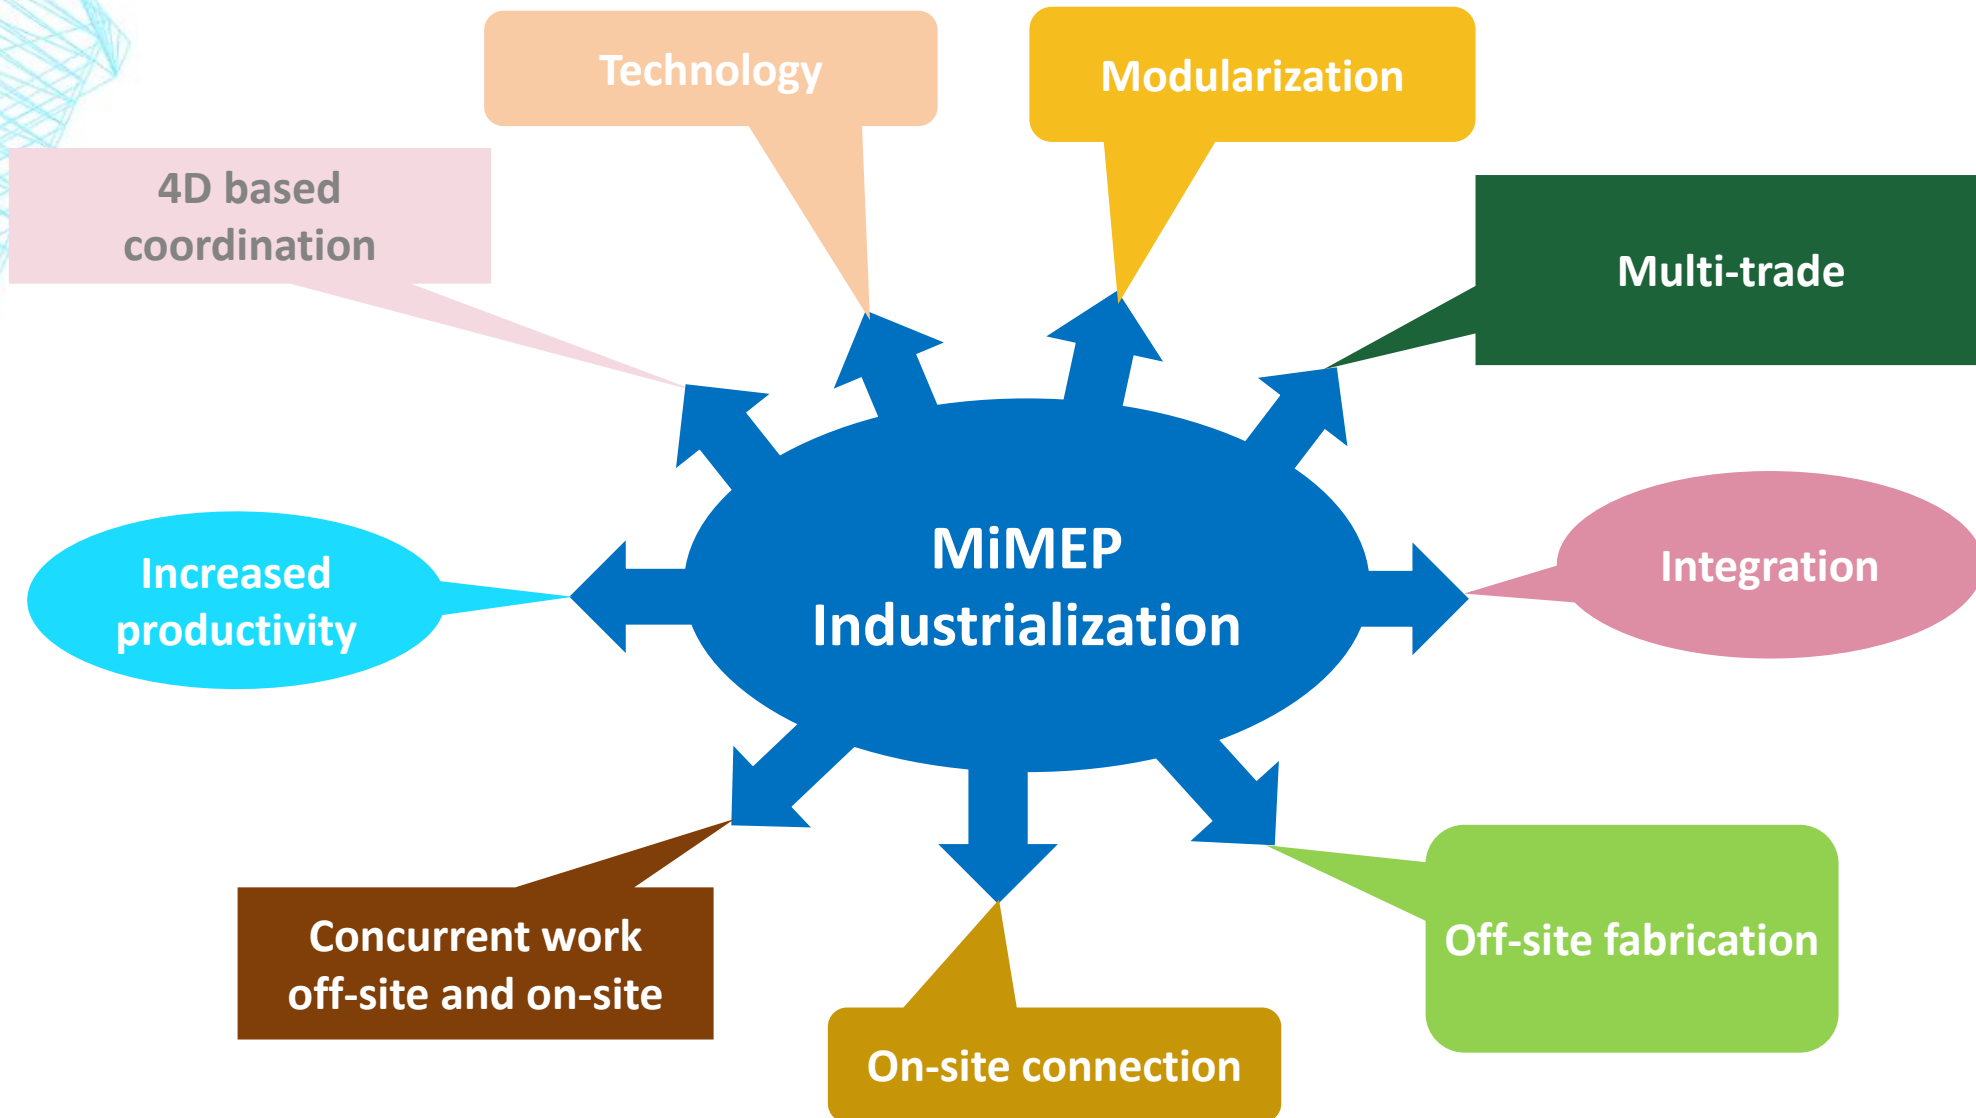 Technology
Modularization
4D based
coordination
Multi-trade
MiMEP
Industrialization
Integration
Increased
productivity
Concurrent work
off-site and on-site
Off-site fabrication
On-site connection